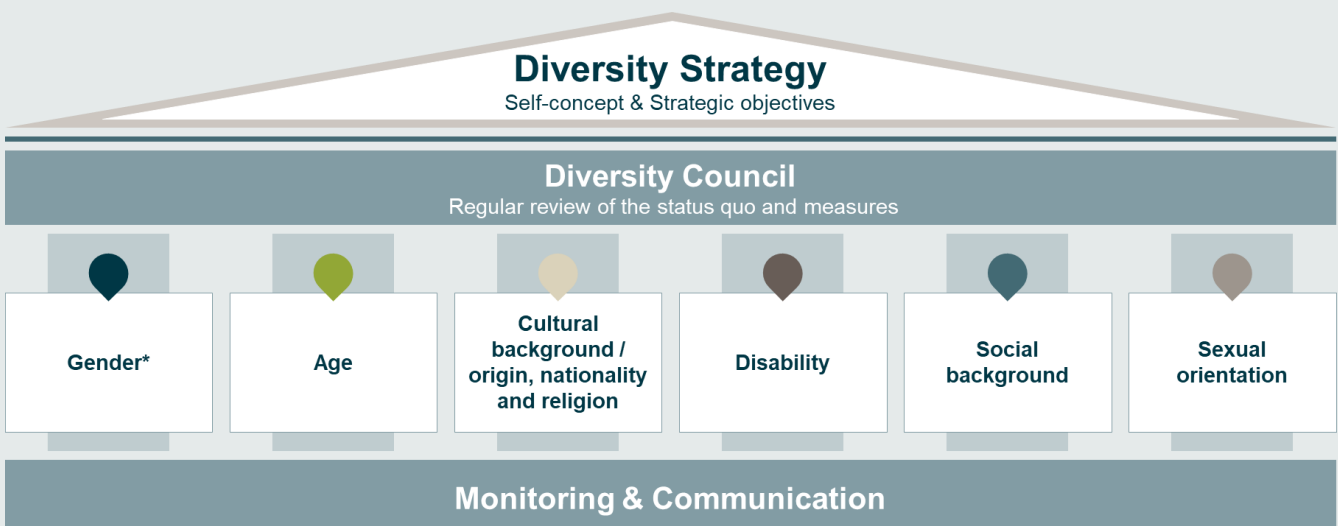 Diversity Strategy
Self-concept & Strategic objectives
Diversity Council
Regular review of the status quo and measures
Gender*
Age
Cultural
background /
origin, nationality
and religion
Disability
Social
background
Sexual
orientation
Monitoring & Communication